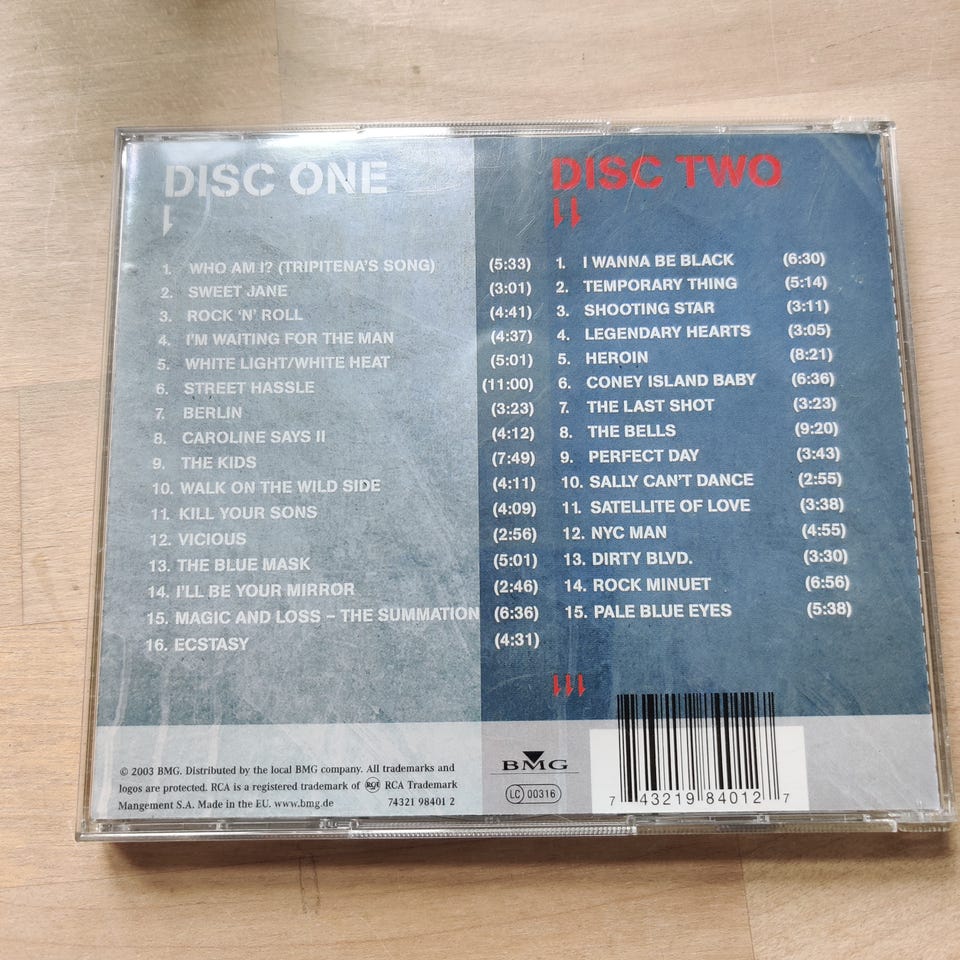 DISC ONE
1. WHO AM I? (TRIPITENA'S SONG) (5:33)
2. SWEET JANE (3:01)
3. ROCK 'N' ROLL (4:41)
4. I'M WAITING FOR THE MAN (4:37)
5. WHITE LIGHT/WHITE HEAT (5:01)
6. STREET HASSLE (11:00)
7. BERLIN (3:23)
8. CAROLINE SAYS II (4:12)
9. THE KIDS (7:49)
10. WALK ON THE WILD SIDE (4:11)
11. KILL YOUR SONS (4:09)
12. VICIOUS (2:56)
13. THE BLUE MASK (5:01)
14. I'LL BE YOUR MIRROR (2:46)
15. MAGIC AND LOSS – THE SUMMATION (6:36)
16. ECSTASY (4:31)
DISC TWO
1. I WANNA BE BLACK (6:30)
2. TEMPORARY THING (5:14)
3. SHOOTING STAR (3:11)
4. LEGENDARY HEARTS (3:05)
5. HEROIN (8:21)
6. CONEY ISLAND BABY (6:36)
7. THE LAST SHOT (3:23)
8. THE BELLS (9:20)
9. PERFECT DAY (3:43)
10. SALLY CAN'T DANCE (2:55)
11. SATELLITE OF LOVE (3:38)
12. NYC MAN (4:55)
13. DIRTY BLVD. (3:30)
14. ROCK MINUET (6:56)
15. PALE BLUE EYES (5:38)
© 2003 BMG. Distributed by the local BMG company. All trademarks and
logos are protected. RCA is a registered trademark of RCA RCA Trademark
Mangement S.A. Made in the EU. www.bmg.de 74321 98401 2
BMG
LC 00316
7 43219 84012 7